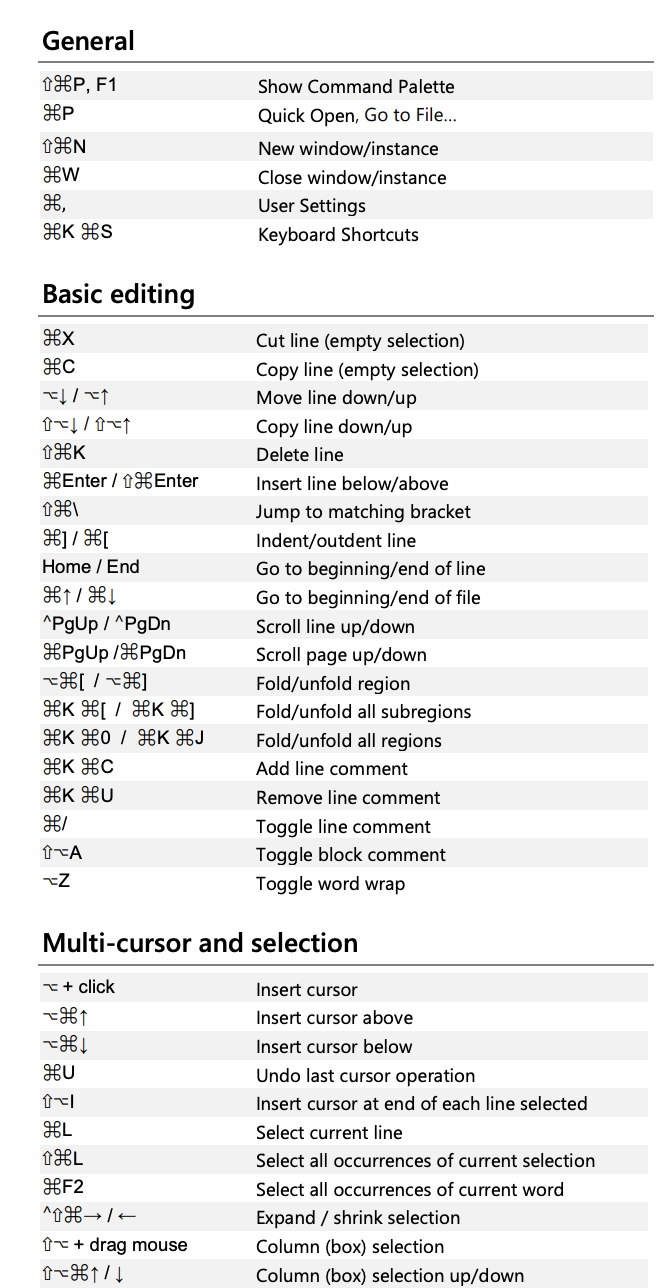 General
⇧⌘P, F1 Show Command Palette
⌘P Quick Open, Go to File…
⇧⌘N New window/instance
⌘W Close window/instance
⌘, User Settings
⌘K ⌘S Keyboard Shortcuts
Basic editing
⌘X Cut line (empty selection)
⌘C Copy line (empty selection)
⌥↓ / ⌥↑ Move line down/up
⇧⌥↓ / ⇧⌥↑ Copy line down/up
⇧⌘K Delete line
⌘Enter / ⇧⌘Enter Insert line below/above
⇧⌘\ Jump to matching bracket
⌘] / ⌘[ Indent/outdent line
Home / End Go to beginning/end of line
⌘↑ / ⌘↓ Go to beginning/end of file
^PgUp / ^PgDn Scroll line up/down
⌘PgUp /⌘PgDn Scroll page up/down
⌥⌘[ / ⌥⌘] Fold/unfold region
⌘K ⌘[ / ⌘K ⌘] Fold/unfold all subregions
⌘K ⌘0 / ⌘K ⌘J Fold/unfold all regions
⌘K ⌘C Add line comment
⌘K ⌘U Remove line comment
⌘/ Toggle line comment
⇧⌥A Toggle block comment
⌥Z Toggle word wrap
Multi-cursor and selection
⌥ + click Insert cursor
⌥⌘↑ Insert cursor above
⌥⌘↓ Insert cursor below
⌘U Undo last cursor operation
⇧⌥I Insert cursor at end of each line selected
⌘L Select current line
⇧⌘L Select all occurrences of current selection
⌘F2 Select all occurrences of current word
^⇧⌘→ / ← Expand / shrink selection
⇧⌥ + drag mouse Column (box) selection
⇧⌥⌘↑ / ↓ Column (box) selection up/down